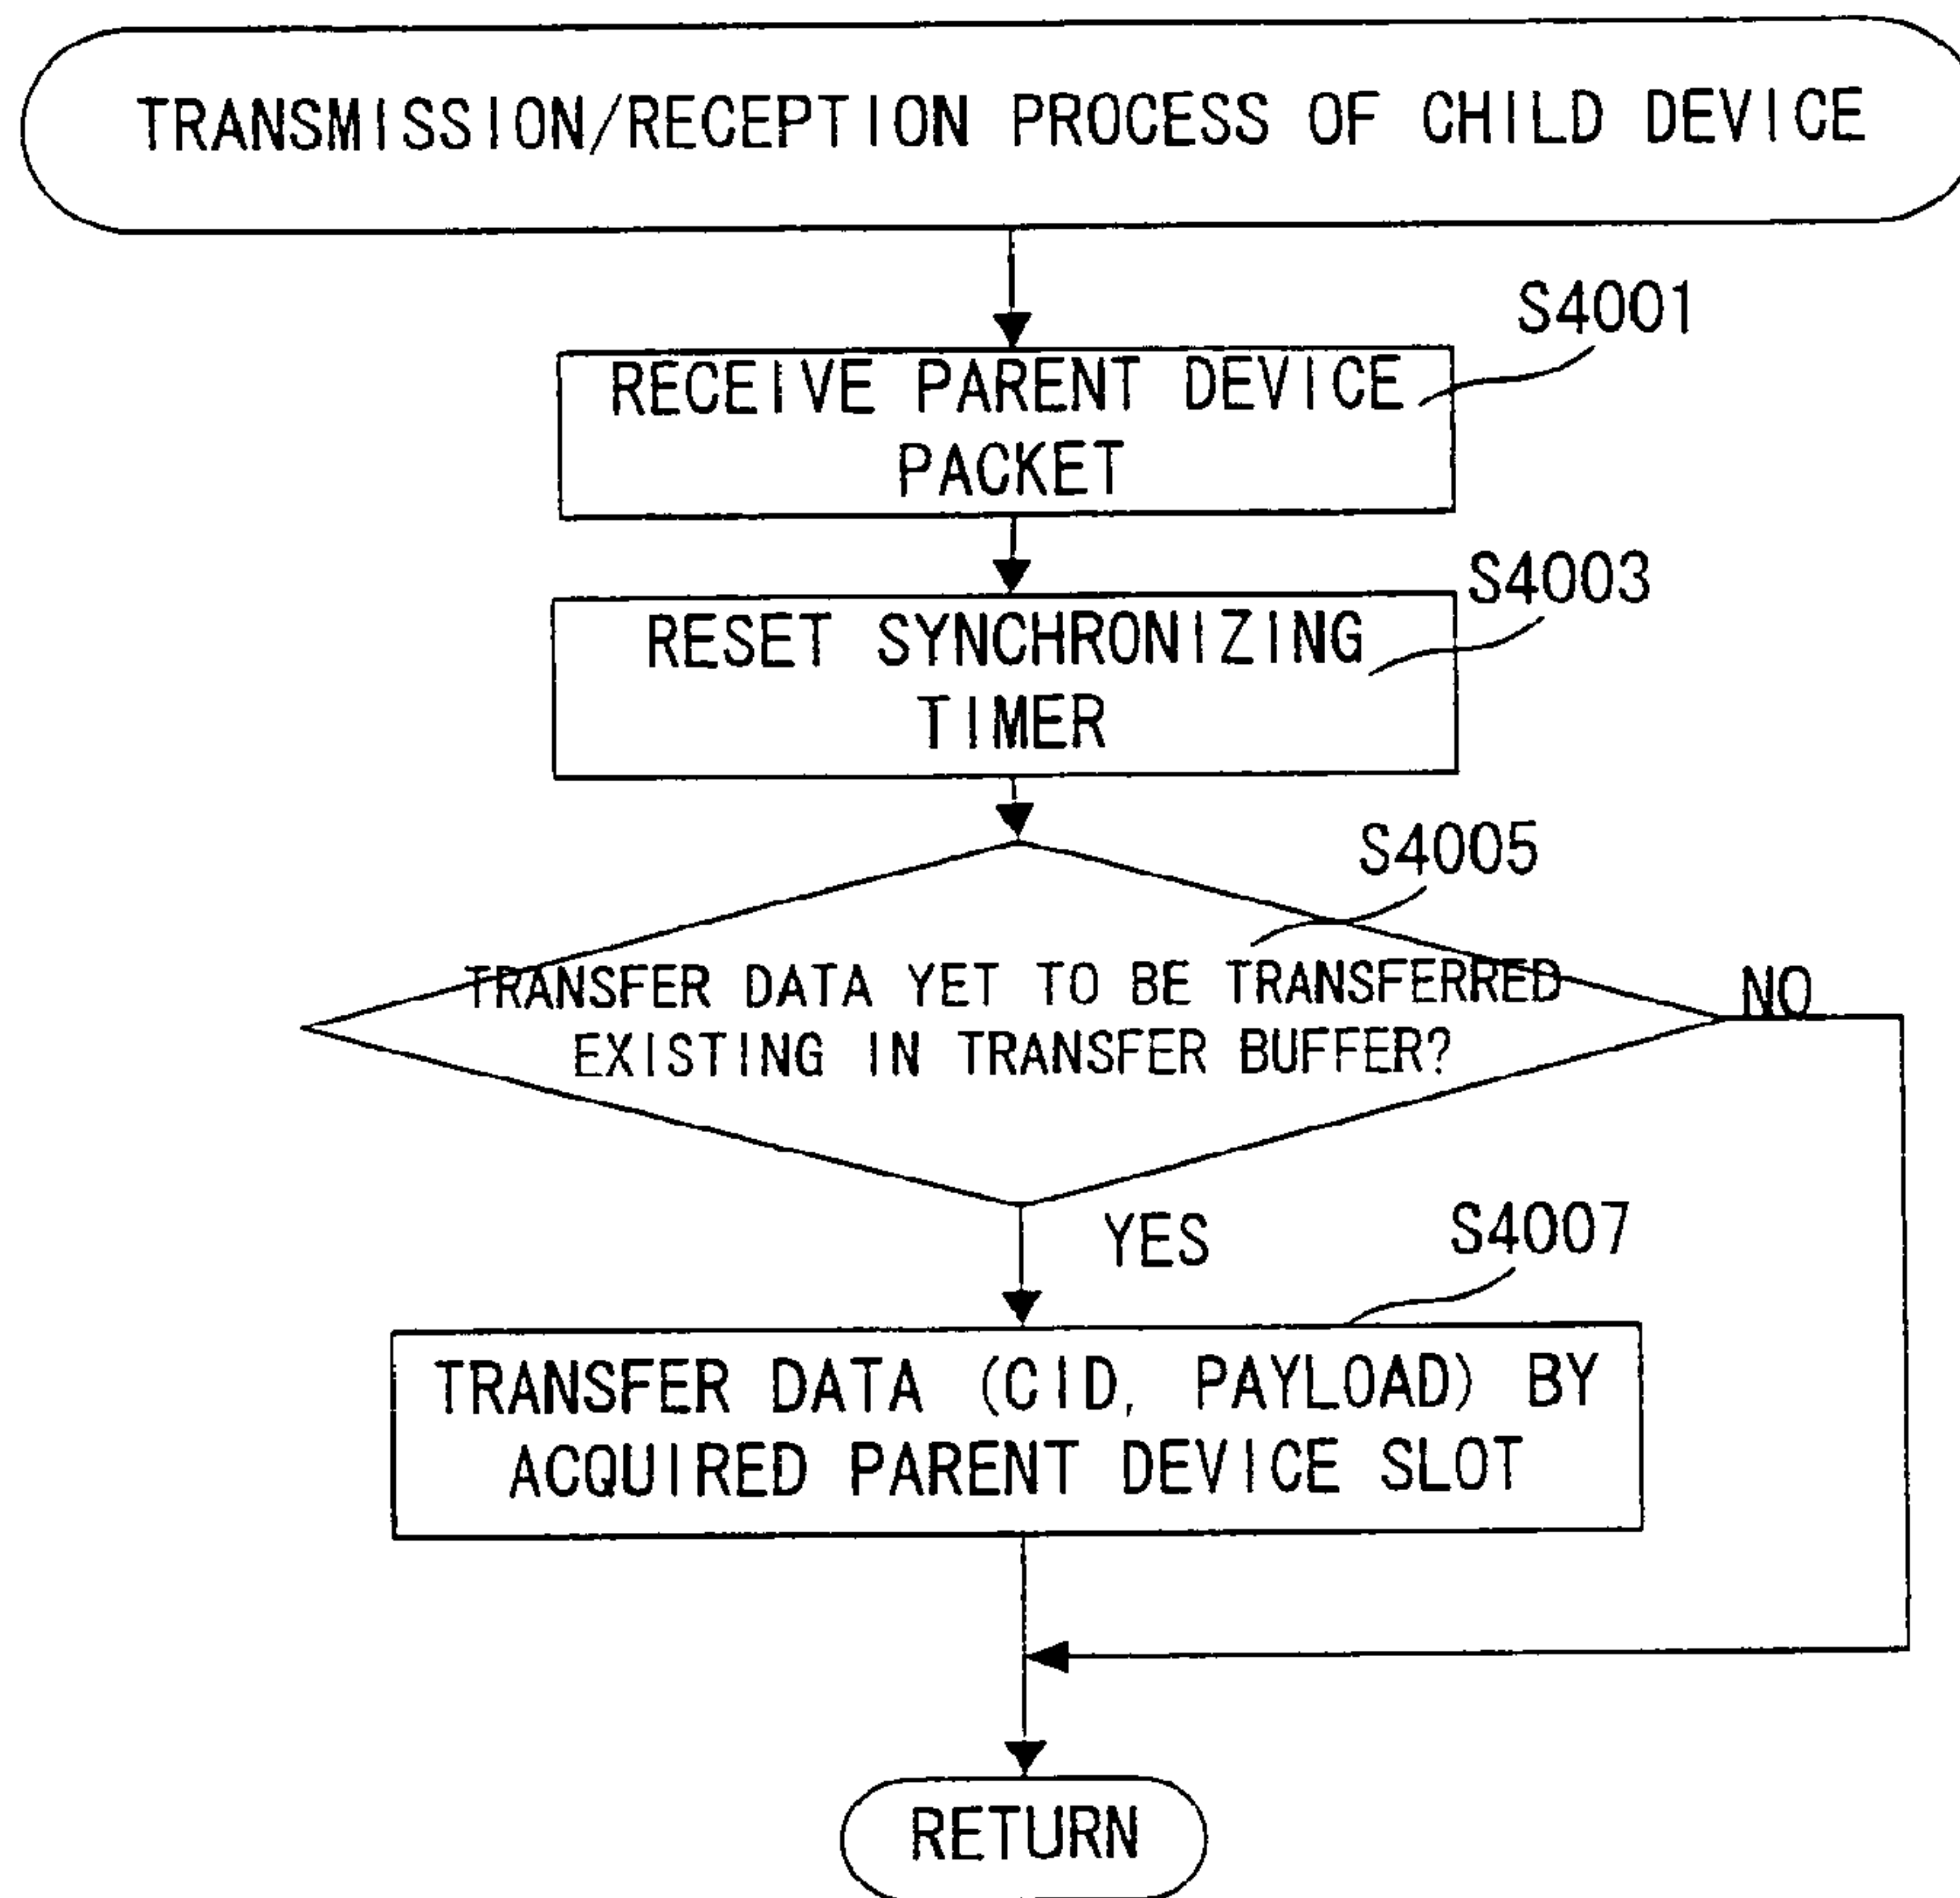 TRANSMISSION/RECEPTION PROCESS OF CHILD DEVICE
S4001
RECEIVE PARENT DEVICE
PACKET
S4003
RESET SYNCHRONIZING
TIMER
S4005
TRANSFER DATA YET TO BE TRANSFERRED
EXISTING IN TRANSFER BUFFER?
NO
YES
S4007
TRANSFER DATA (CID, PAYLOAD) BY
ACQUIRED PARENT DEVICE SLOT
RETURN